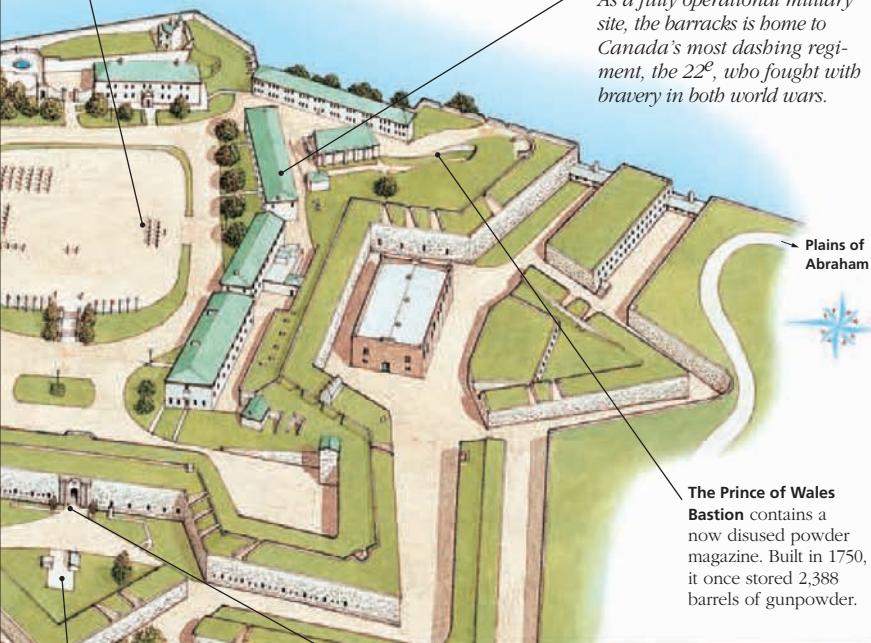 As a fully operational military
site, the barracks is home to
Canada's most dashing regi-
ment, the 22e, who fought with
bravery in both world wars.
Plains of
Abraham
The Prince of Wales
Bastion contains a
now disused powder
magazine. Built in 1750,
it once stored 2,388
barrels of gunpowder.